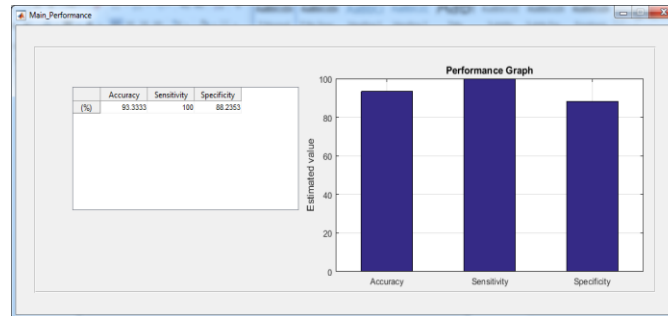 Main_Performance
Accuracy Sensitivity Specificity
(%) 93.3333 100 88.2353
Performance Graph
Estimated value
100
80
60
40
20
0
Accuracy Sensitivity Specificity